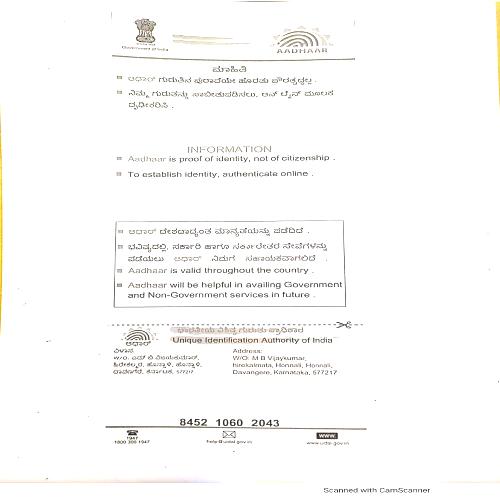 Government of India
AADHAAR
ಮಾಹಿತಿ
ಆಧಾರ್ ಗುರುತಿನ ಪುರಾವೆಯೇ ಹೊರತು ಪೌರತ್ವದ್ದಲ್ಲ .
ನಿಮ್ಮ ಗುರುತನ್ನು ಸಾಬೀತುಪಡಿಸಲು, ಆನ್ ಲೈನ್ ಮೂಲಕ
ದೃಢೀಕರಿಸಿ .
INFORMATION
Aadhaar is proof of identity, not of citizenship .
To establish identity, authenticate online .
ಆಧಾರ್ ದೇಶದಾದ್ಯಂತ ಮಾನ್ಯತೆಯನ್ನು ಪಡೆದಿದೆ .
ಭವಿಷ್ಯದಲ್ಲಿ, ಸರ್ಕಾರಿ ಹಾಗೂ ಸರ್ಕಾರೇತರ ಸೇವೆಗಳನ್ನು
ಪಡೆಯಲು ಆಧಾರ್ ನಿಮಗೆ ಸಹಾಯಕವಾಗಲಿದೆ .
Aadhaar is valid throughout the country .
Aadhaar will be helpful in availing Government
and Non-Government services in future .
ಭಾರತೀಯ ವಿಶಿಷ್ಟ ಗುರುತು ಪ್ರಾಧಿಕಾರ
Unique Identification Authority of India
ಆಧಾರ್
ವಿಳಾಸ:
W/O: ಎಮ್ ಬಿ ವಿಜಯಕುಮಾರ್,
ಹಿರೇಕಲ್ಮಠ, ಹೊನ್ನಾಳಿ, ಹೊನ್ನಾಳಿ,
ದಾವಣಗೆರೆ, ಕರ್ನಾಟಕ, 577217
Address:
W/O: M B Vijaykumar,
hirekalmata, Honnali, Honnali,
Davangere, Karnataka, 577217
8452 1060 2043
1947
1800 300 1947
help@uidai.gov.in
www
www.uidai.gov.in
Scanned with CamScanner